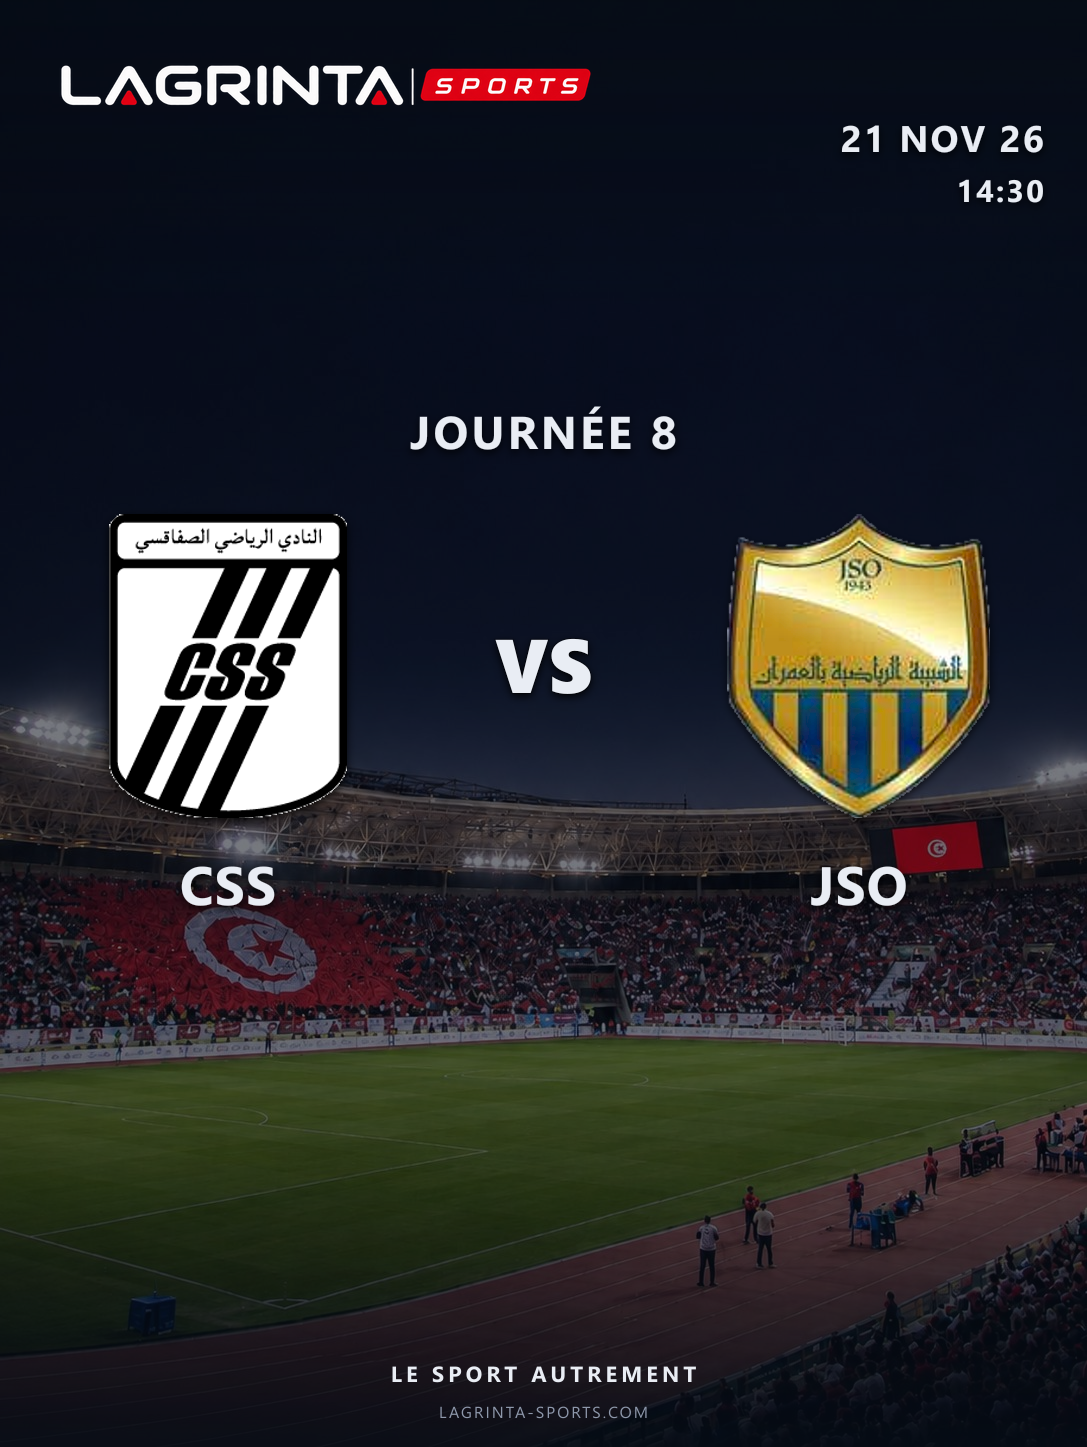 LAGRINTA SPORTS
21 NOV 26
14:30
JOURNÉE 8
النادي الرياضي الصفاقسي
CSS
JSO
1943
الشبيبة الرياضية بالعمران
VS
CSS
JSO
LE SPORT AUTREMENT
LAGRINTA-SPORTS.COM